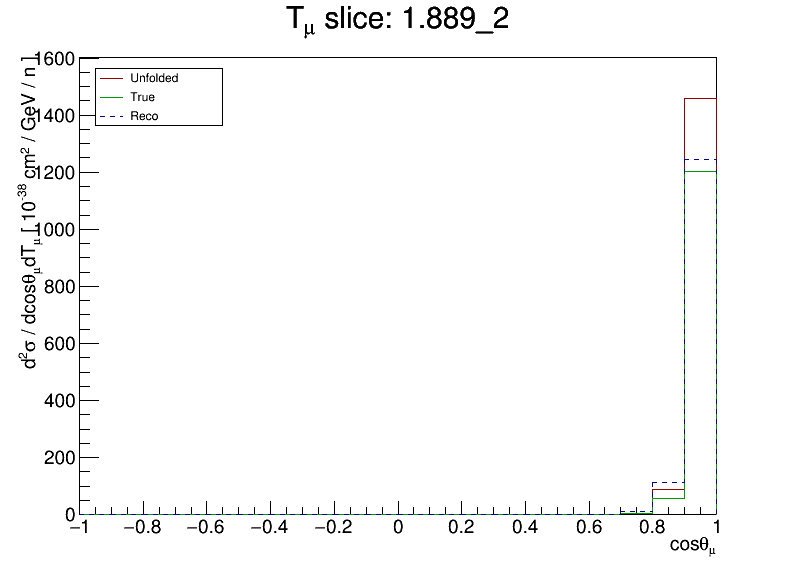 T_μ slice: 1.889_2
d²σ / dcosθ_μ dT_μ [ 10⁻³⁸ cm² / GeV / n ]
1600
1400
1200
1000
800
600
400
200
0
Unfolded
True
Reco
−1 −0.8 −0.6 −0.4 −0.2 0 0.2 0.4 0.6 0.8 1
cosθ_μ